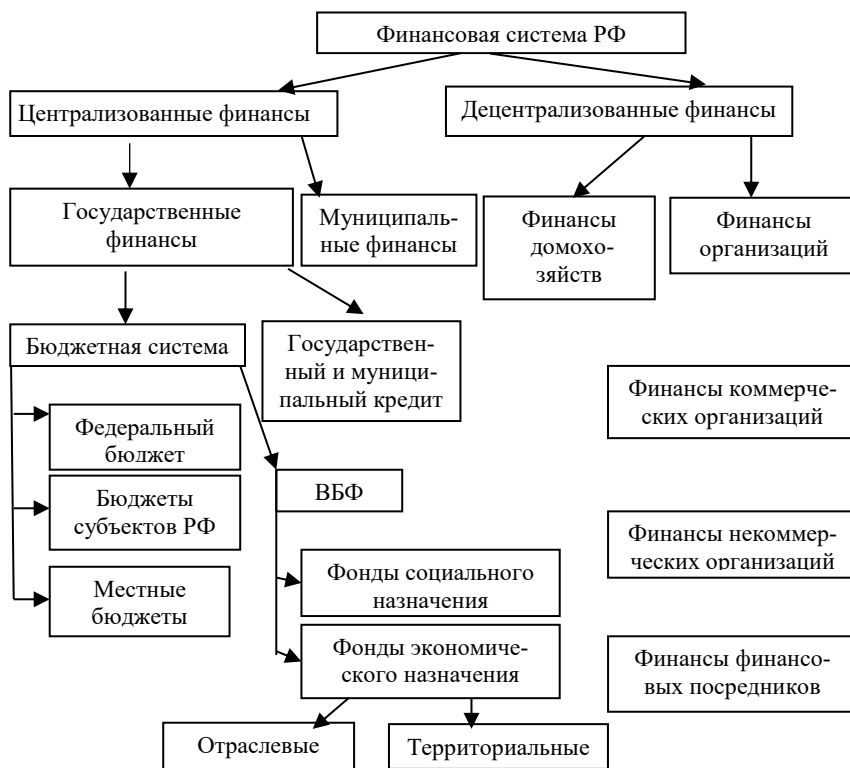 Финансовая система РФ
Централизованные финансы
Децентрализованные финансы
Государственные
финансы
Муниципаль-
ные финансы
Финансы
домохо-
зяйств
Финансы
организаций
Бюджетная система
Государствен-
ный и муници-
пальный кредит
Финансы коммерче-
ских организаций
Федеральный
бюджет
ВБФ
Бюджеты
субъектов РФ
Финансы некоммер-
ческих организаций
Фонды социального
назначения
Местные
бюджеты
Фонды экономиче-
ского назначения
Финансы финансо-
вых посредников
Отраслевые
Территориальные